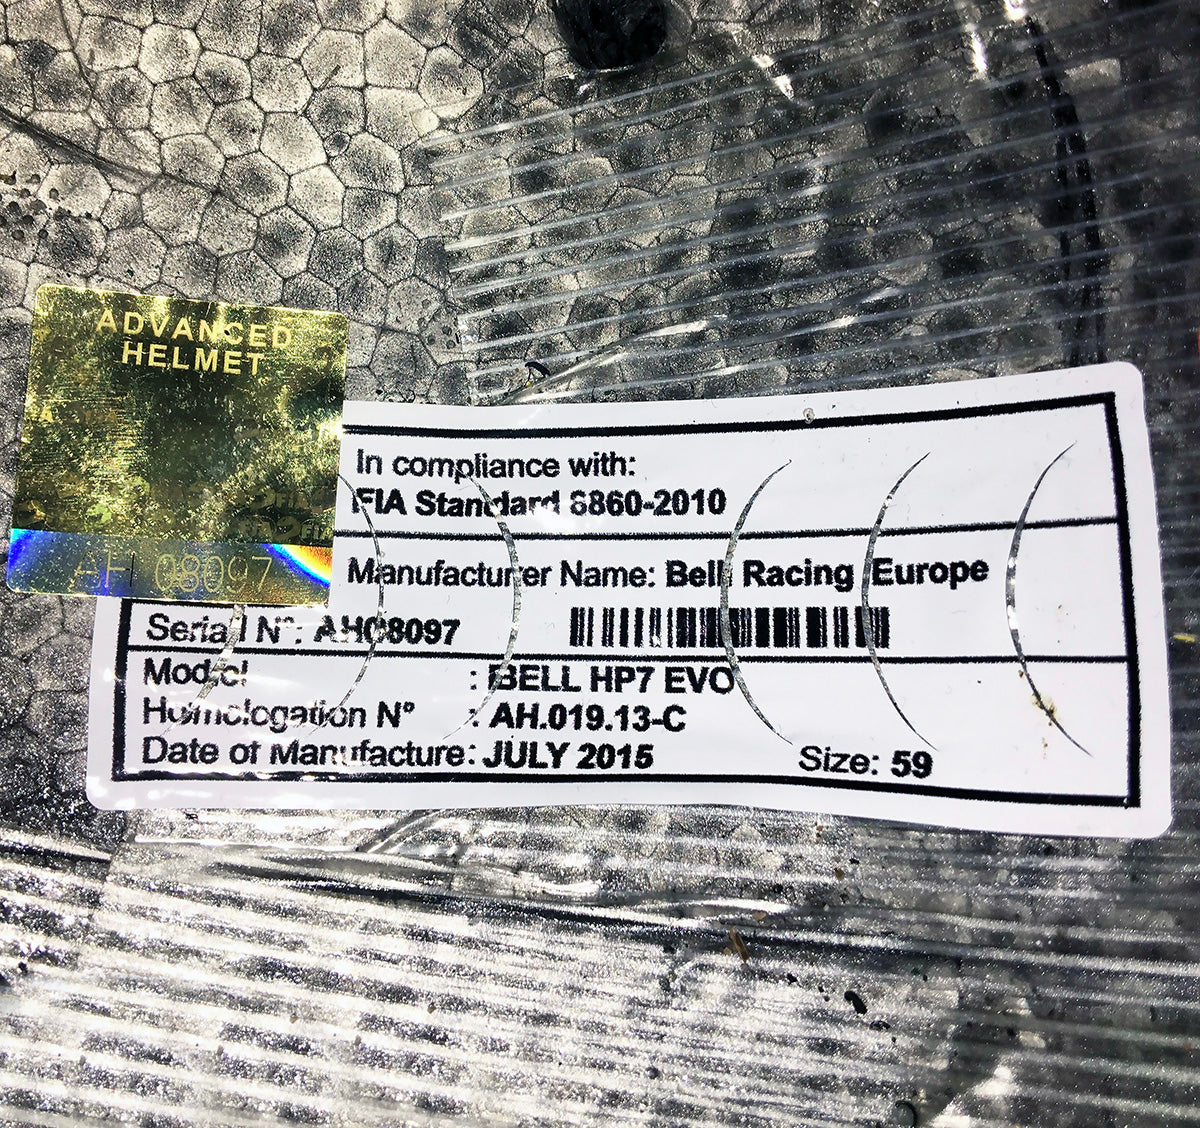 ADVANCED
HELMET
AH 08097
In compliance with:
FIA Standard 8860-2010
Manufacturer Name: Bell Racing Europe
Serial N°: AH08097
Model : BELL HP7 EVO
Homologation N° : AH.019.13-C
Date of Manufacture: JULY 2015 Size: 59